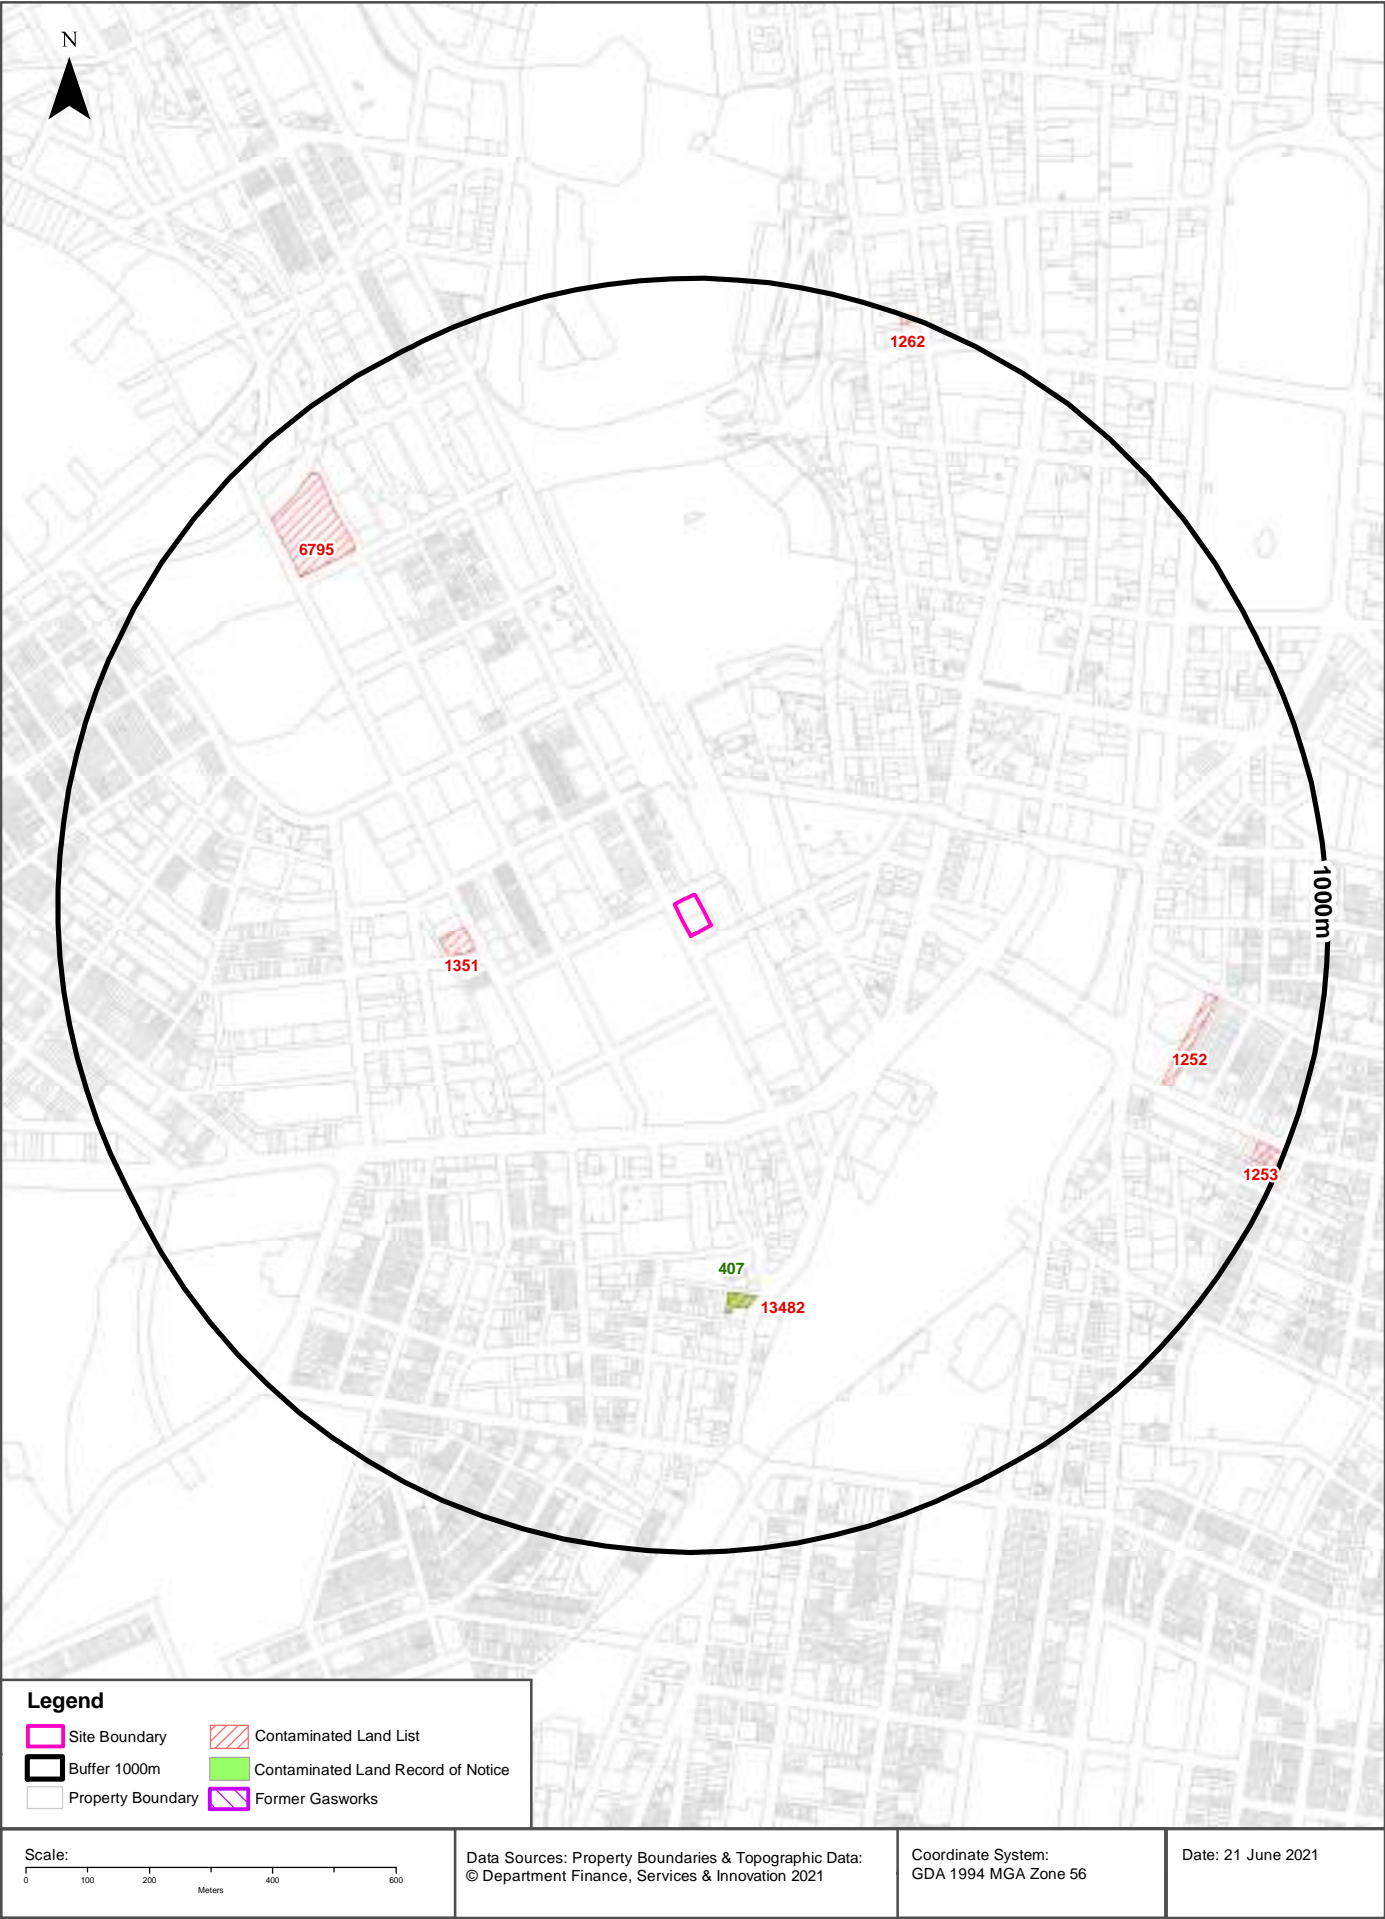 N
1262
6795
1000m
1351
1252
1253
407
13482
Legend
Site Boundary
Contaminated Land List
Buffer 1000m
Contaminated Land Record of Notice
Property Boundary
Former Gasworks
Scale:
0 100 200 400 600
Meters
Data Sources: Property Boundaries & Topographic Data:
© Department Finance, Services & Innovation 2021
Coordinate System:
GDA 1994 MGA Zone 56
Date: 21 June 2021